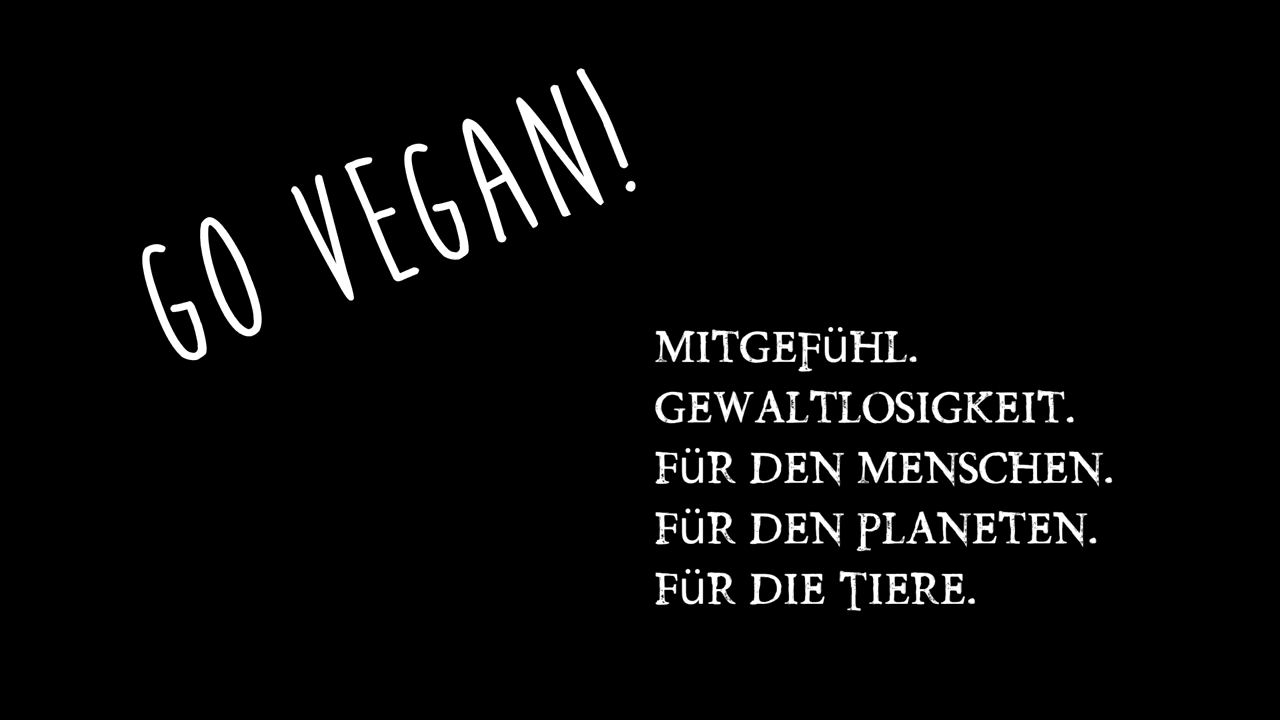 GO VEGAN!
MITGEFÜHL.
GEWALTLOSIGKEIT.
FÜR DEN MENSCHEN.
FÜR DEN PLANETEN.
FÜR DIE TIERE.